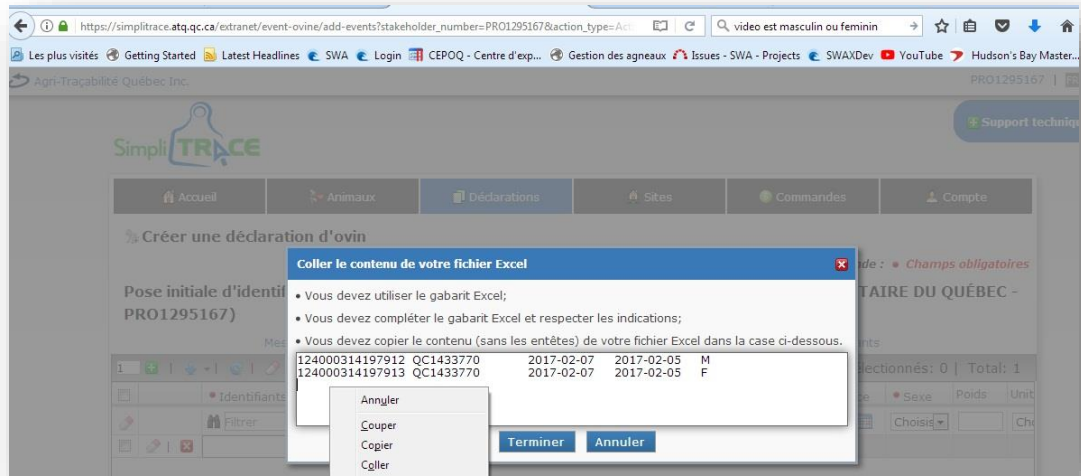 https://simplitrace.atq.qc.ca/extranet/event-ovine/add-events?stakeholder_number=PRO1295167&action_type=Act
video est masculin ou feminin
Les plus visités Getting Started Latest Headlines SWA Login CEPOQ - Centre d'exp... Gestion des agneaux Issues - SWA - Projects SWAXDev YouTube Hudson's Bay Master...
Agri-Traçabilité Québec Inc. PRO1295167 | FR
Simpli TRACE
Support technique
Accueil Animaux Déclarations Sites Commandes Compte
Créer une déclaration d'ovin
Coller le contenu de votre fichier Excel
nde : • Champs obligatoires
Pose initiale d'identif
TAIRE DU QUÉBEC -
PRO1295167)
• Vous devez utiliser le gabarit Excel;
• Vous devez compléter le gabarit Excel et respecter les indications;
• Vous devez copier le contenu (sans les entêtes) de votre fichier Excel dans la case ci-dessous.
124000314197912 QC1433770 2017-02-07 2017-02-05 M
124000314197913 QC1433770 2017-02-07 2017-02-05 F
1 Sectionnés: 0 | Total: 1
• Identifiants • Sexe Poids Unit
Filtrer Choisis
Annuler
Couper
Copier
Coller
Terminer Annuler